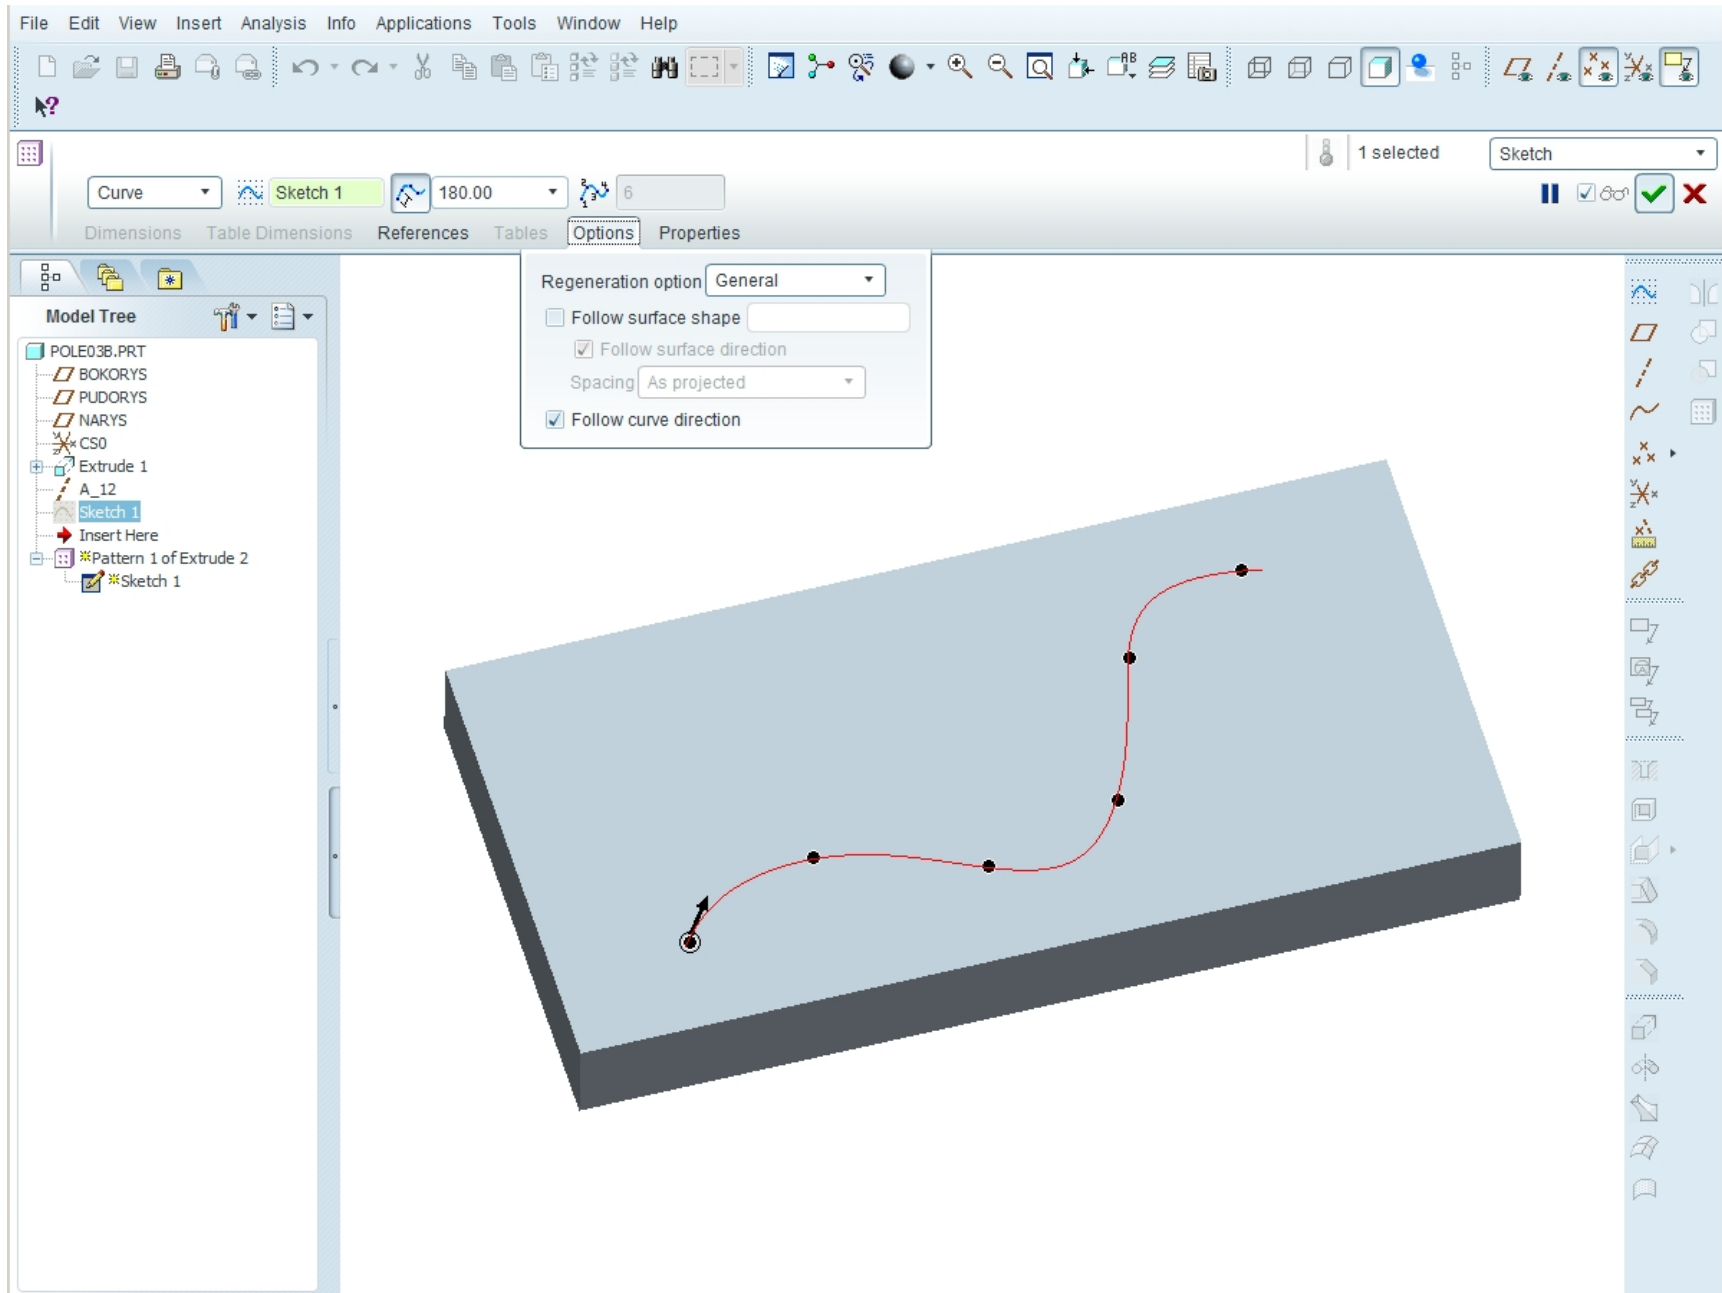 File Edit View Insert Analysis Info Applications Tools Window Help
1 selected Sketch
Curve Sketch 1 180.00 6
Dimensions Table Dimensions References Tables Options Properties
Regeneration option General
Follow surface shape
Follow surface direction
Spacing As projected
Follow curve direction
Model Tree
POLE03B.PRT
BOKORYS
PUDORYS
NARYS
CS0
Extrude 1
A_12
Sketch 1
Insert Here
Pattern 1 of Extrude 2
Sketch 1